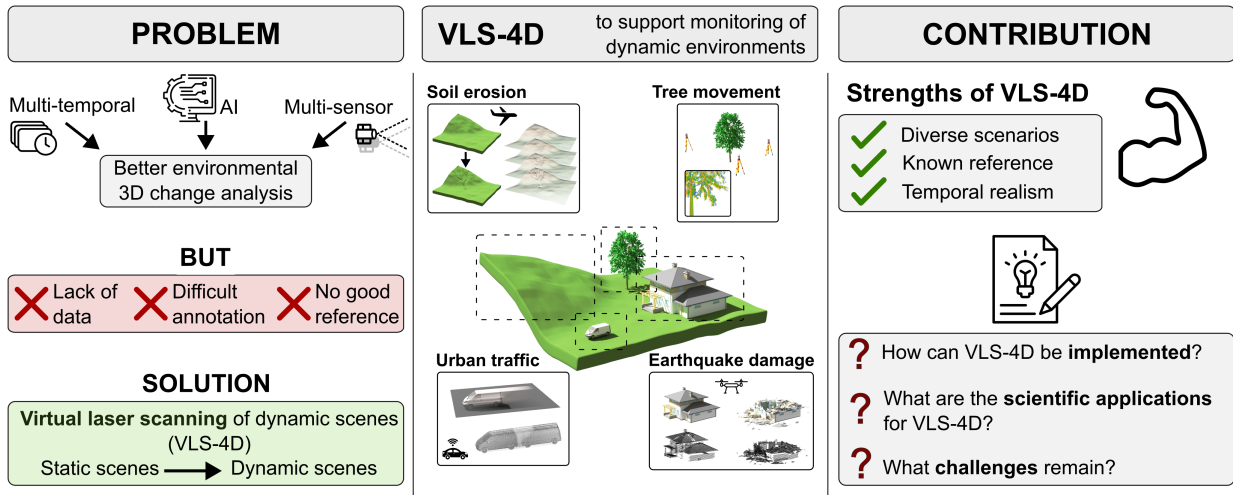 PROBLEM
Multi-temporal
AI
Multi-sensor
Better environmental
3D change analysis
BUT
Lack of
data
Difficult
annotation
No good
reference
SOLUTION
Virtual laser scanning of dynamic scenes
(VLS-4D)
Static scenes
Dynamic scenes
VLS-4D
to support monitoring of
dynamic environments
Soil erosion
Tree movement
Urban traffic
Earthquake damage
CONTRIBUTION
Strengths of VLS-4D
Diverse scenarios
Known reference
Temporal realism
? How can VLS-4D be implemented?
? What are the scientific applications
for VLS-4D?
? What challenges remain?